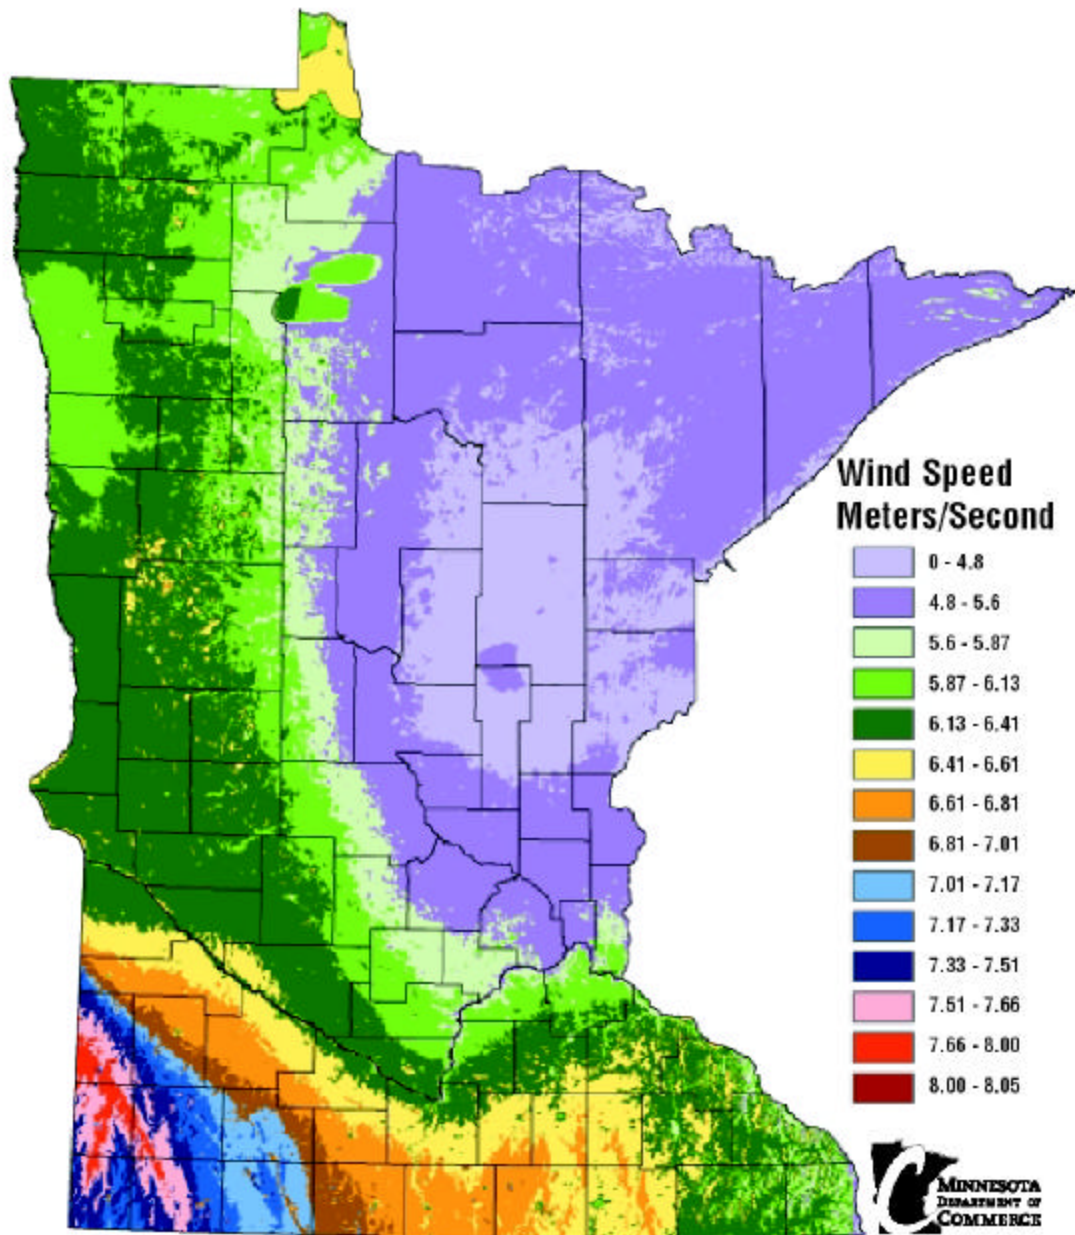 Wind Speed
Meters/Second
0 - 4.8
4.8 - 5.6
5.6 - 5.87
5.87 - 6.13
6.13 - 6.41
6.41 - 6.61
6.61 - 6.81
6.81 - 7.01
7.01 - 7.17
7.17 - 7.33
7.33 - 7.51
7.51 - 7.66
7.66 - 8.00
8.00 - 8.05
MINNESOTA
DEPARTMENT OF
COMMERCE